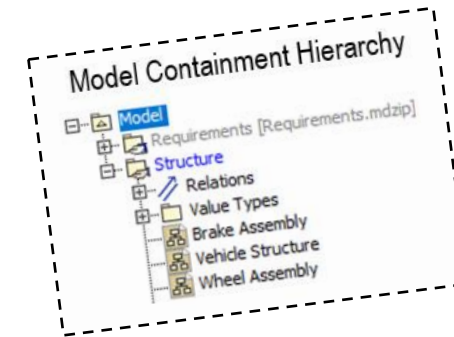 Model Containment Hierarchy
Model
Requirements [Requirements.mdzip]
Structure
Relations
Value Types
Brake Assembly
Vehicle Structure
Wheel Assembly